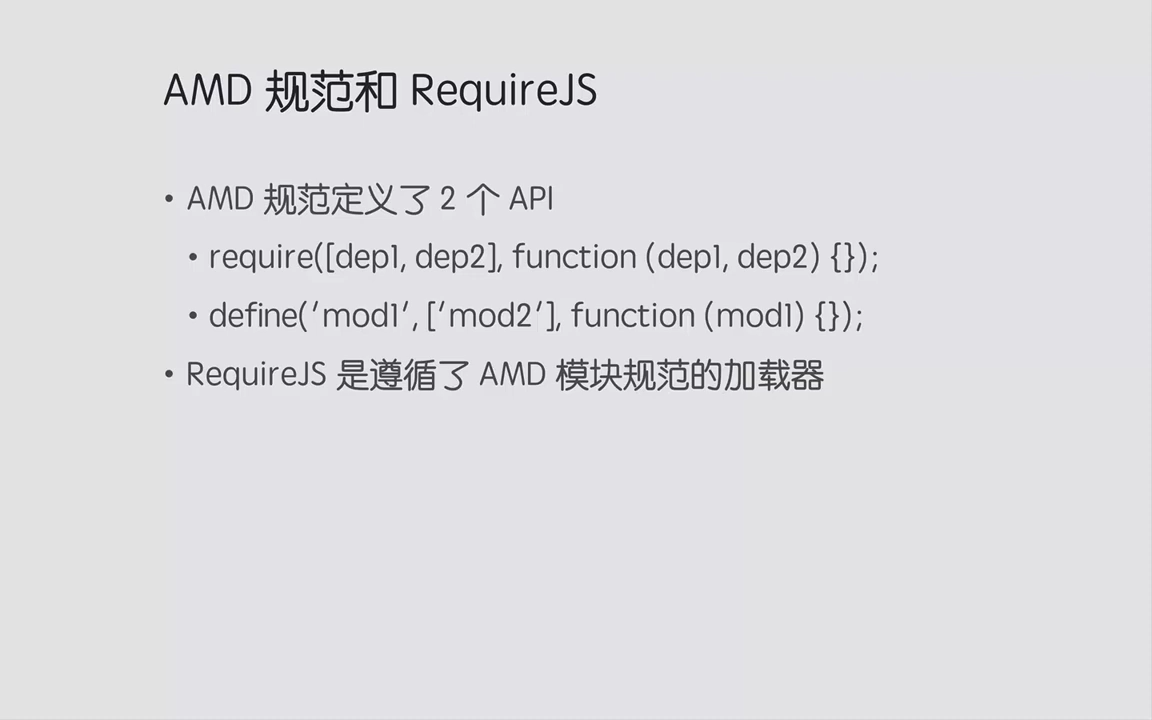 AMD 规范和 RequireJS
• AMD 规范定义了 2 个 API
• require([dep1, dep2], function (dep1, dep2) {});
• define(‘mod1’, [‘mod2’], function (mod1) {});
• RequireJS 是遵循了 AMD 模块规范的加载器